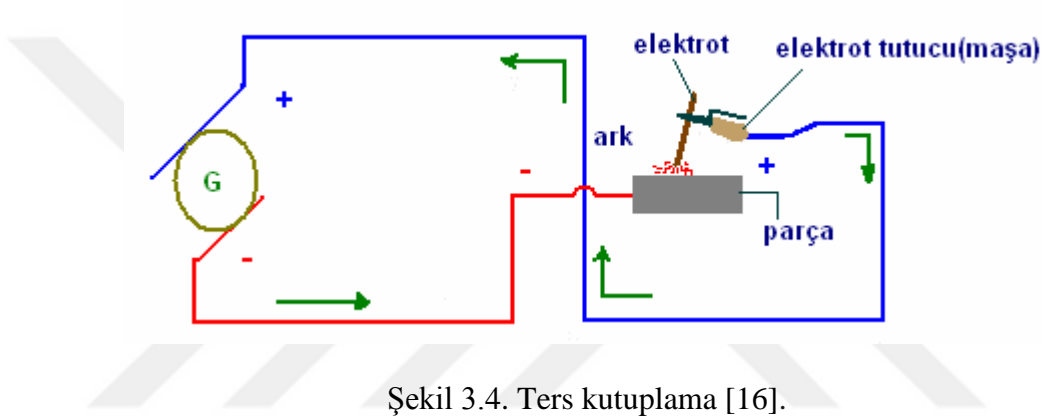 elektrot
elektrot tutucu(maşa)
+
ark
G
-
+
parça
-
Şekil 3.4. Ters kutuplama [16].